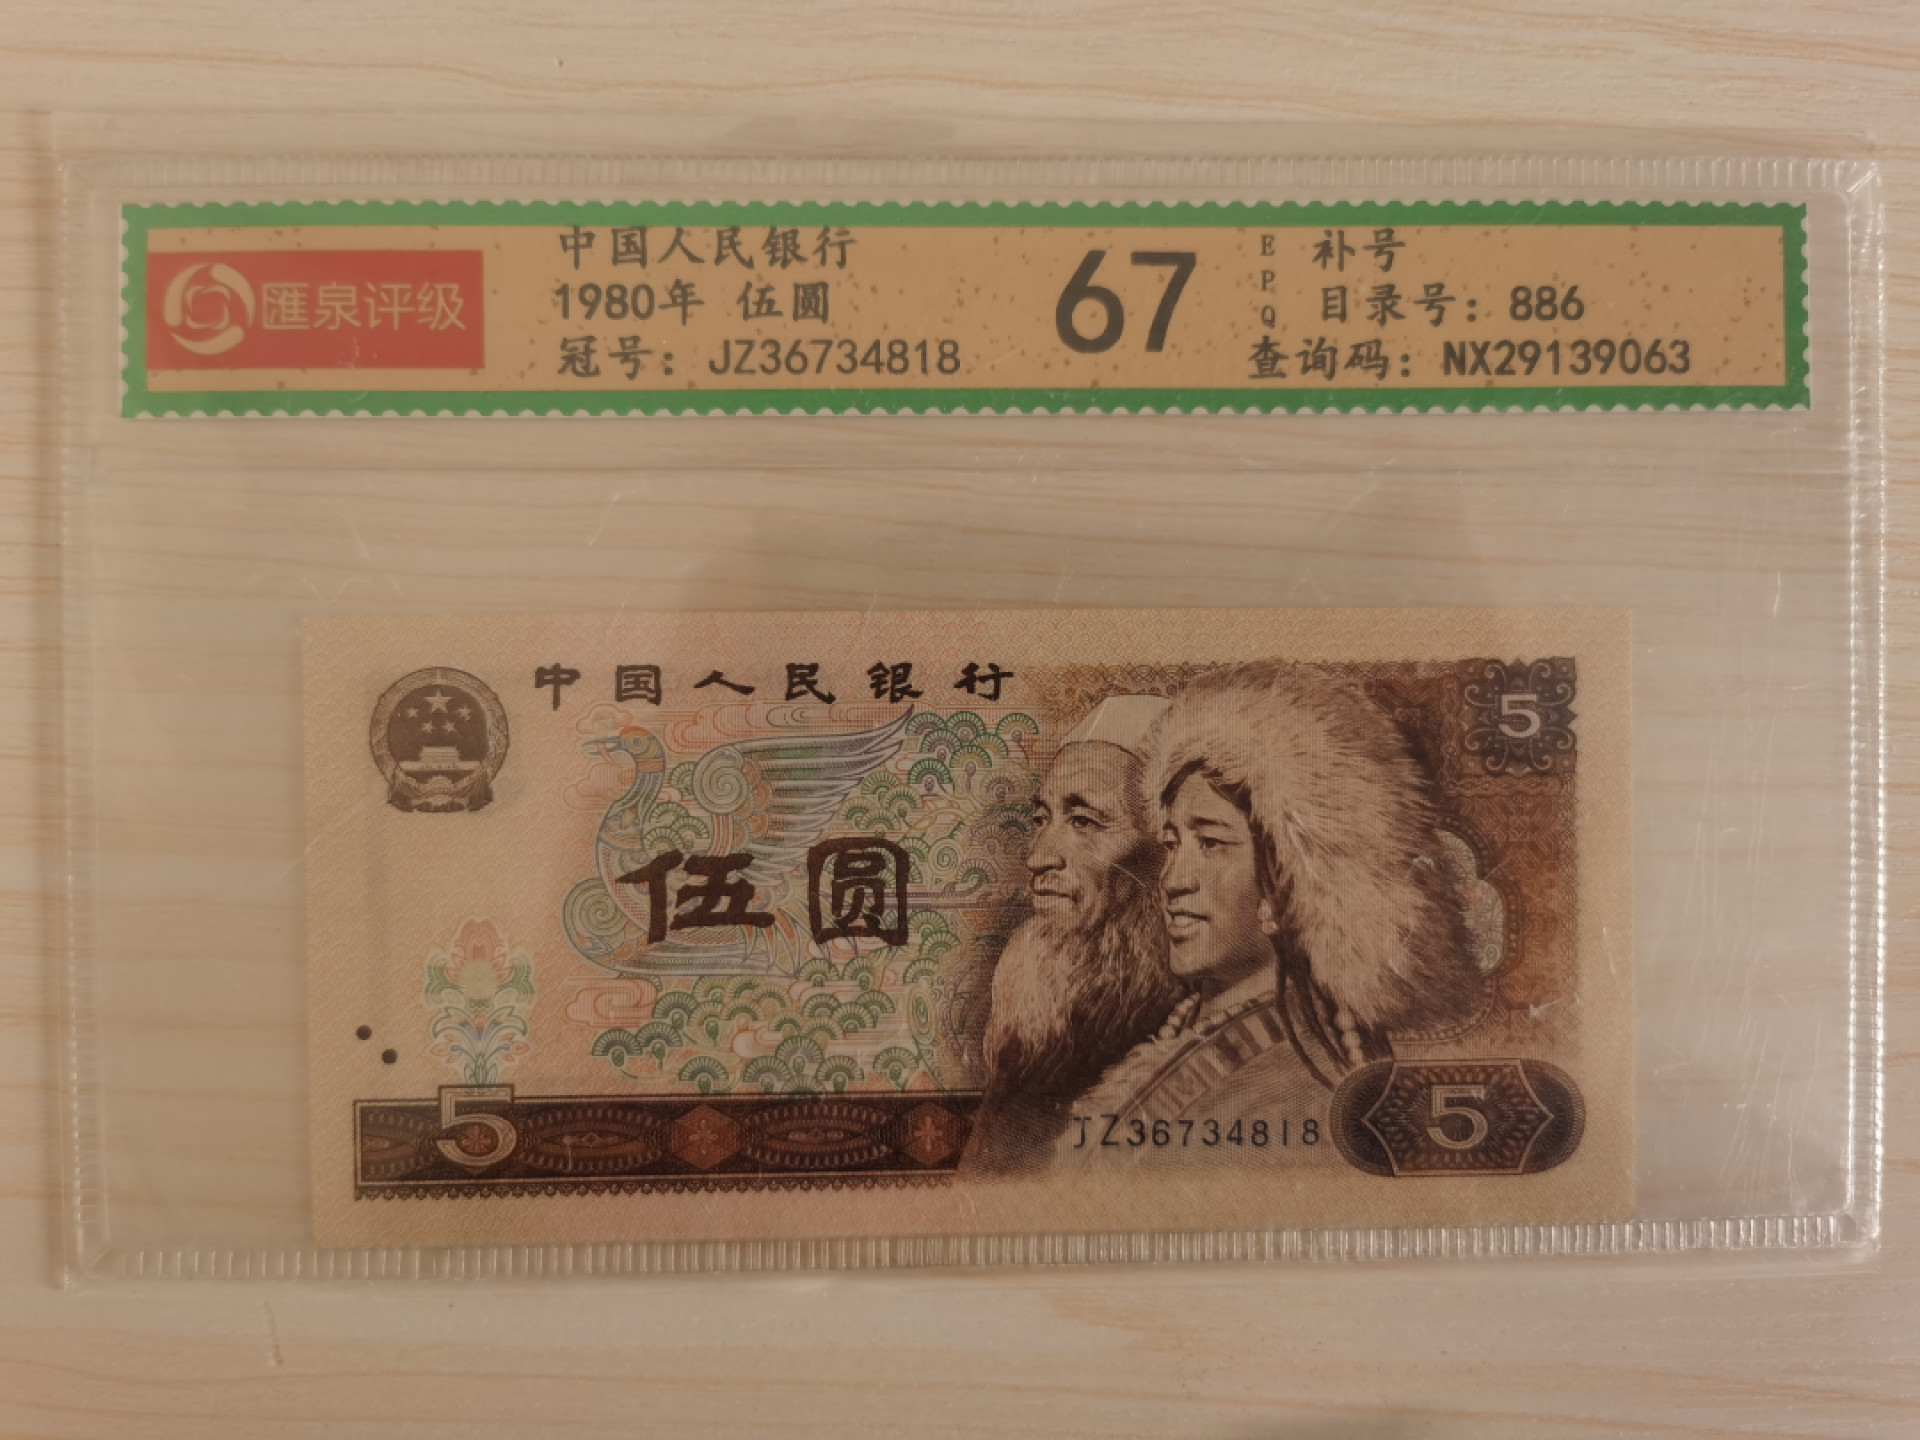 匯泉评级
中国人民银行
1980年 伍圆
冠号：JZ36734818
67
EPQ
补号
目录号：886
查询码：NX29139063
中国人民银行
5
伍圆
5
JZ36734818
5